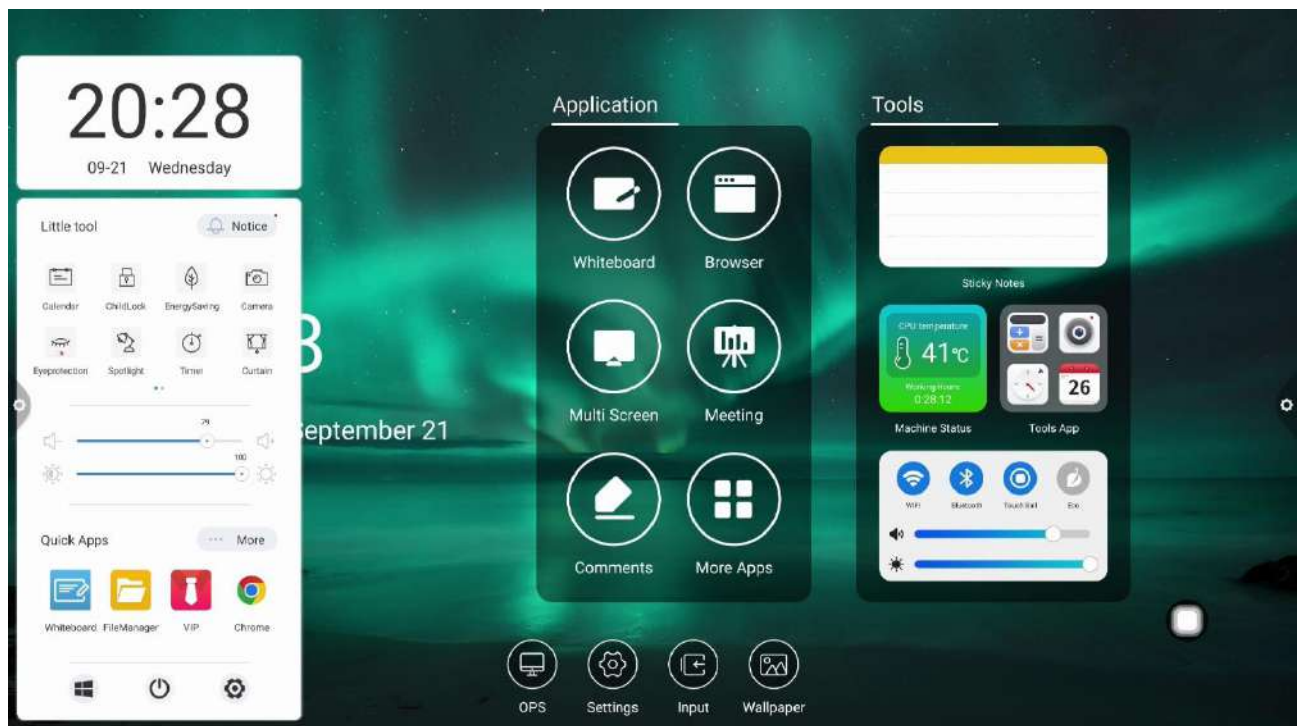 20:28
09-21 Wednesday
Little tool
Notice
Calendar ChildLock EnergySaving Camera
Eyeprotection Spotlight Timer Curtain
79
100
Quick Apps
More
Whiteboard FileManager VIP Chrome
8
September 21
Application
Whiteboard Browser
Multi Screen Meeting
Comments More Apps
Tools
Sticky Notes
CPU temperature
41°C
Working Hours
0:28:12
26
Machine Status Tools App
WIFI Bluetooth Touch Ball Eco
OPS Settings Input Wallpaper